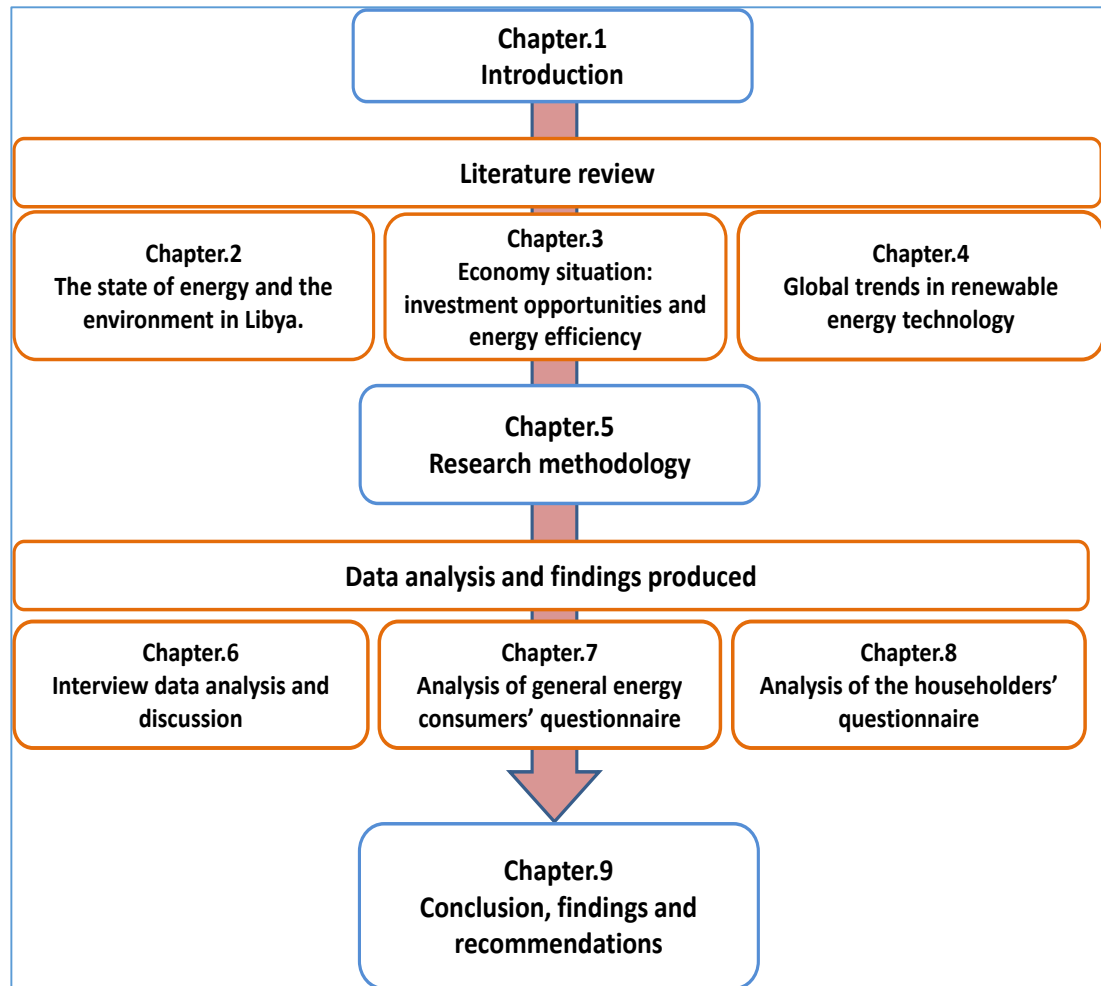 Chapter.1
Introduction
Literature review
Chapter.2
The state of energy and the
environment in Libya.
Chapter.3
Economy situation:
investment opportunities and
energy efficiency
Chapter.4
Global trends in renewable
energy technology
Chapter.5
Research methodology
Data analysis and findings produced
Chapter.6
Interview data analysis and
discussion
Chapter.7
Analysis of general energy
consumers’ questionnaire
Chapter.8
Analysis of the householders’
questionnaire
Chapter.9
Conclusion, findings and
recommendations